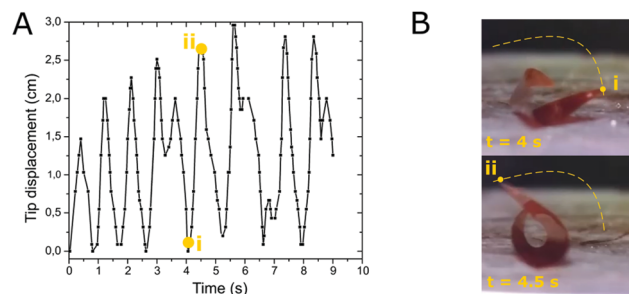 A
Tip displacement (cm)
3,0
2,5
2,0
1,5
1,0
0,5
0,0
ii
i
0 1 2 3 4 5 6 7 8 9 10
Time (s)
B
i
t = 4 s
ii
t = 4.5 s